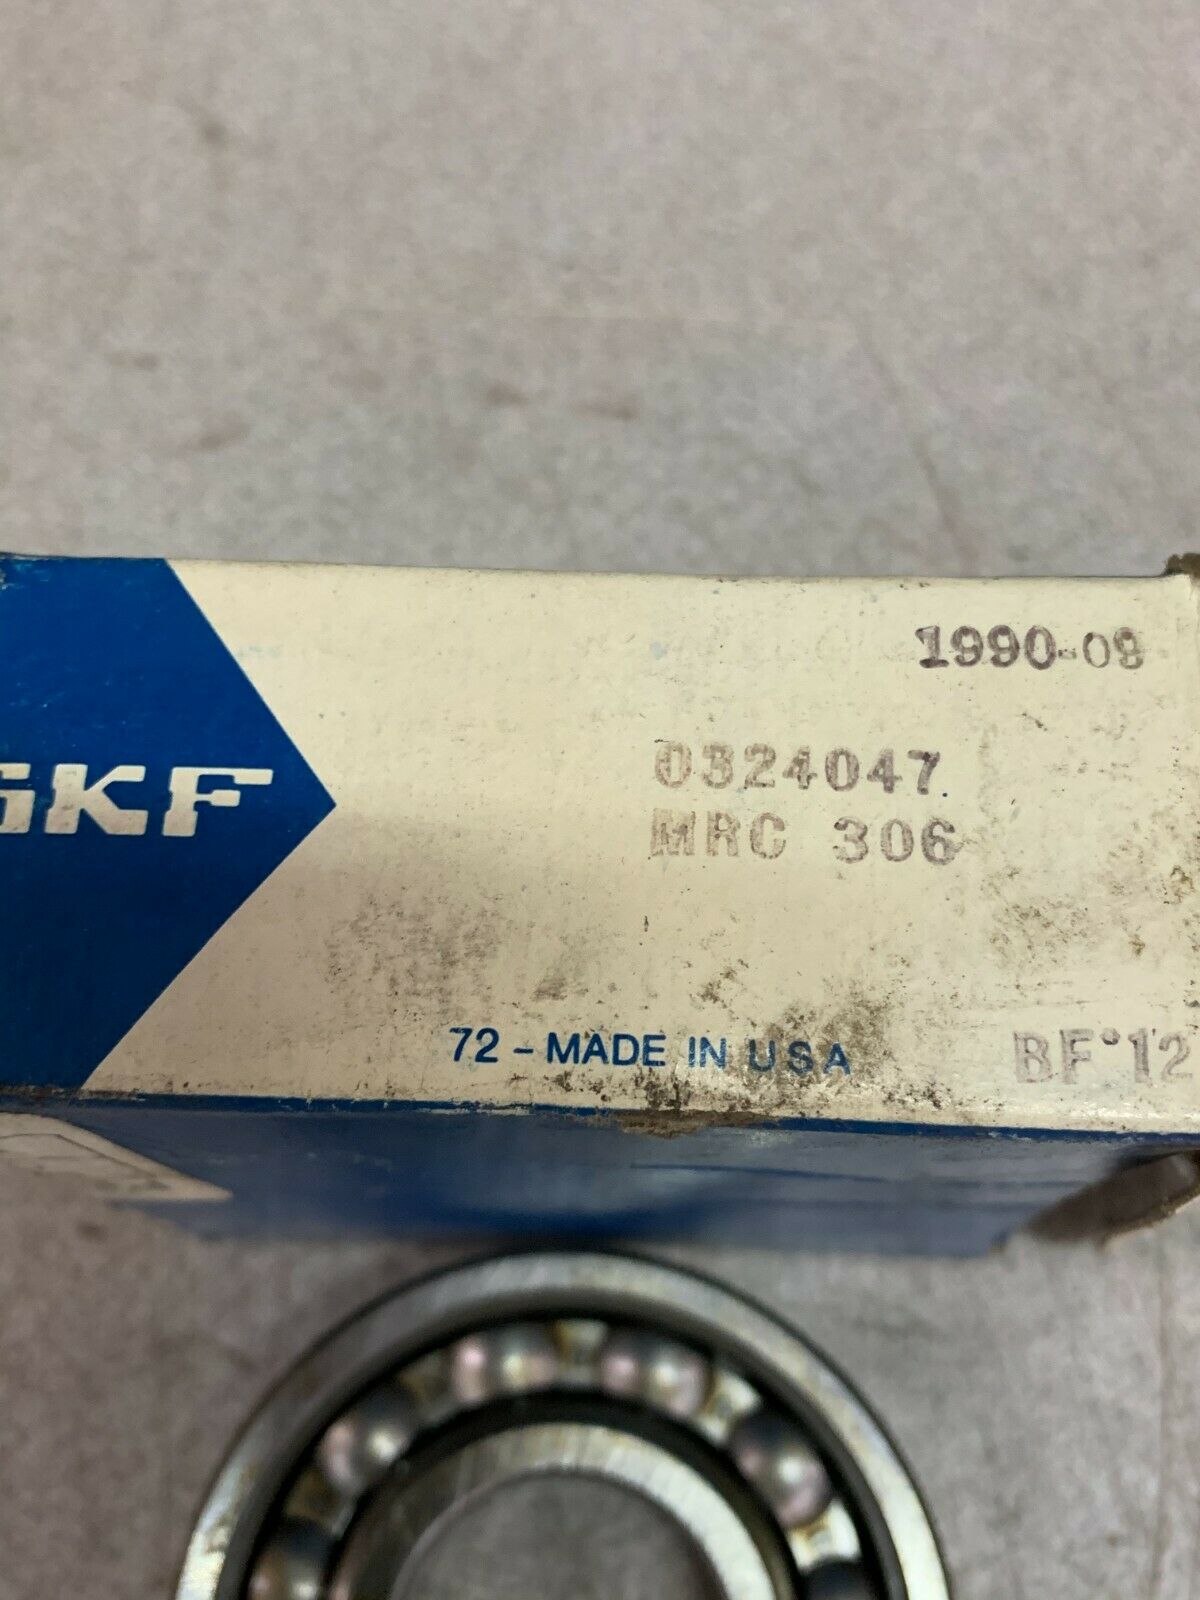 1990-09
SKF
0324047
MRC 306
72 - MADE IN USA
BF 12